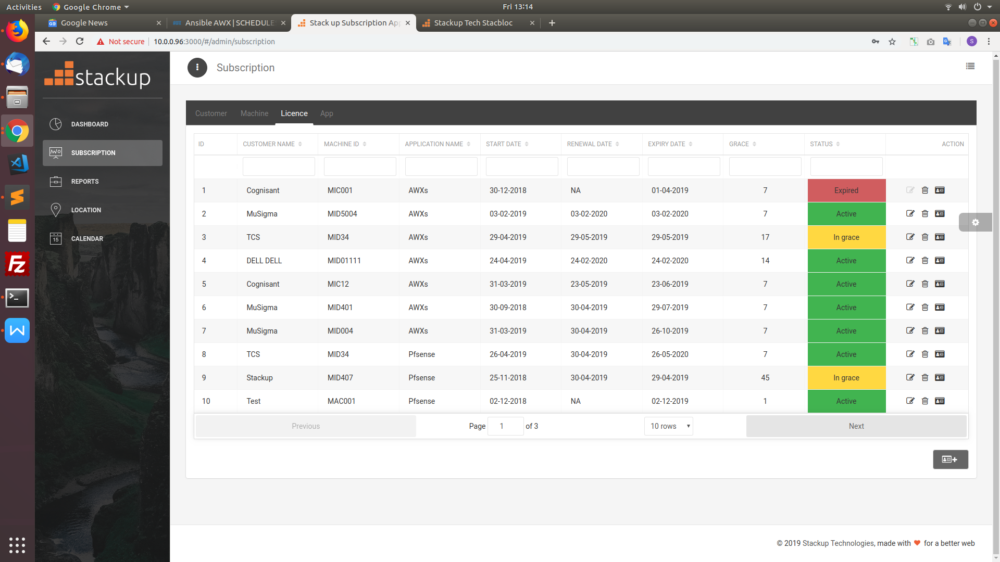 Activities Google Chrome Fri 13:14
Google News Ansible AWX | SCHEDULE Stack up Subscription App Stackup Tech Stacbloc
Not secure 10.0.0.96:3000/#/admin/subscription S
stackup
Subscription
DASHBOARD
SUBSCRIPTION
REPORTS
LOCATION
15 CALENDAR
Customer Machine Licence App
ID CUSTOMER NAME MACHINE ID APPLICATION NAME START DATE RENEWAL DATE EXPIRY DATE GRACE STATUS ACTION
1 Cognisant MIC001 AWXs 30-12-2018 NA 01-04-2019 7 Expired
2 MuSigma MID5004 AWXs 03-02-2019 03-02-2020 03-02-2020 7 Active
3 TCS MID34 AWXs 29-04-2019 29-05-2019 29-05-2019 17 In grace
4 DELL DELL MID01111 AWXs 24-04-2019 24-02-2020 24-02-2020 14 Active
5 Cognisant MIC12 AWXs 31-03-2019 23-05-2019 23-06-2019 7 Active
6 MuSigma MID401 AWXs 30-09-2018 30-04-2019 29-07-2019 7 Active
7 MuSigma MID004 AWXs 31-03-2019 30-04-2019 26-10-2019 7 Active
8 TCS MID34 Pfsense 26-04-2019 30-04-2019 26-05-2020 7 Active
9 Stackup MID407 Pfsense 25-11-2018 30-04-2019 29-04-2019 45 In grace
10 Test MAC001 Pfsense 02-12-2018 NA 02-12-2019 1 Active
Previous Page 1 of 3 10 rows Next
© 2019 Stackup Technologies, made with ❤ for a better web